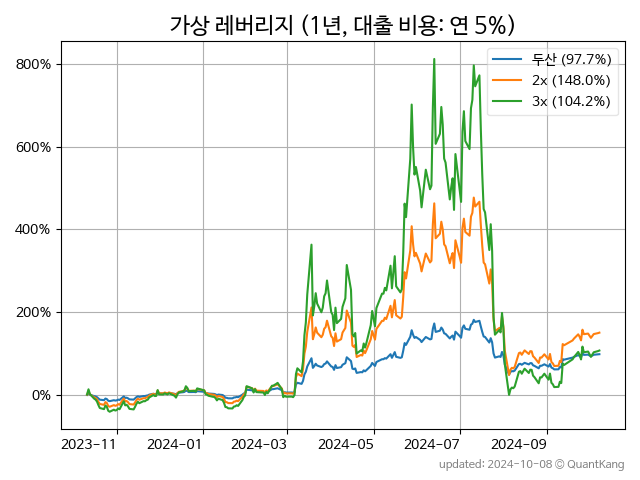 가상 레버리지 (1년, 대출 비용: 연 5%)
두산 (97.7%)
2x (148.0%)
3x (104.2%)
800%
600%
400%
200%
0%
2023-11 2024-01 2024-03 2024-05 2024-07 2024-09
updated: 2024-10-08 © QuantKang